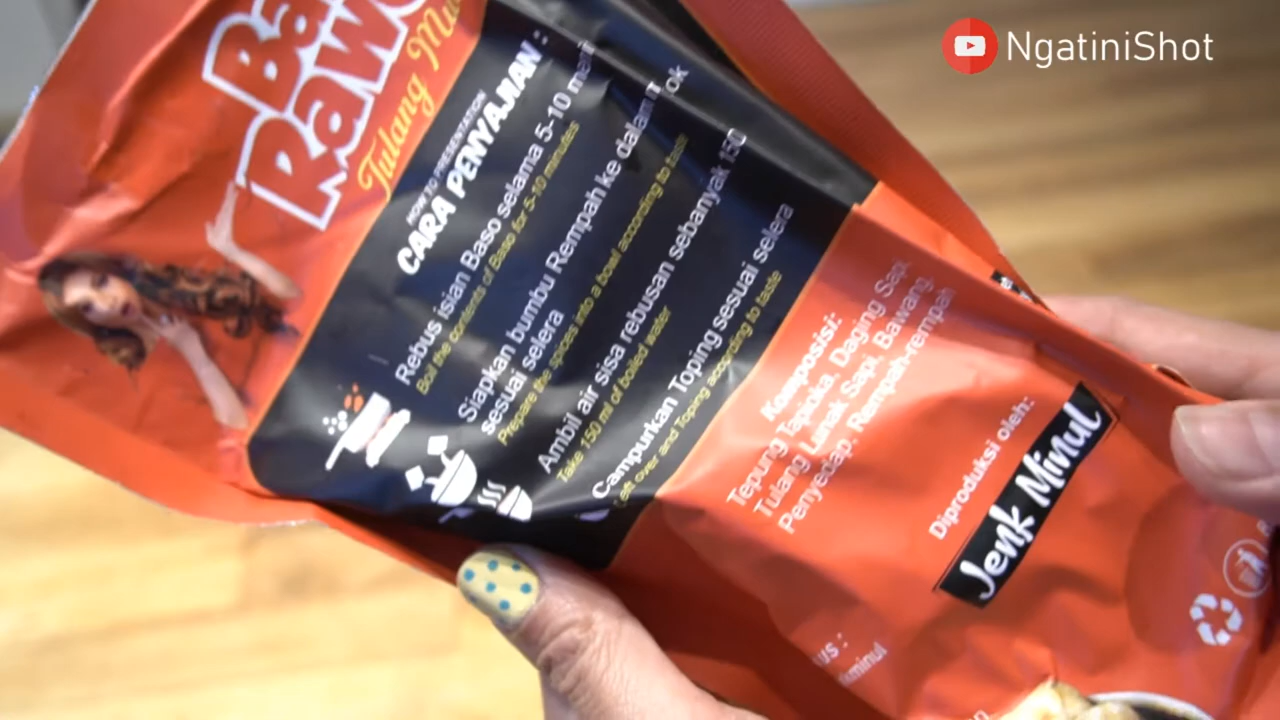 NgatiniShot
Tulang
HOW TO PRESENTATION
CARA PENYAJIAN :
Rebus isian Baso selama 5-10 menit
Boil the contents of Baso for 5-10 minutes
Siapkan bumbu Rempah ke dalam
sesuai selera
Prepare the spices into a bowl according to taste
Ambil air sisa rebusan sebanyak 150
Take 150 ml of boiled water
Campurkan Toping sesuai selera
over and Toping according to taste
Komposisi:
Tepung Tapioka, Daging Sapi,
Tulang Lunak Sapi, Bawang,
Penyedap, Rempah-rempah
Diproduksi oleh:
Jenk Minul